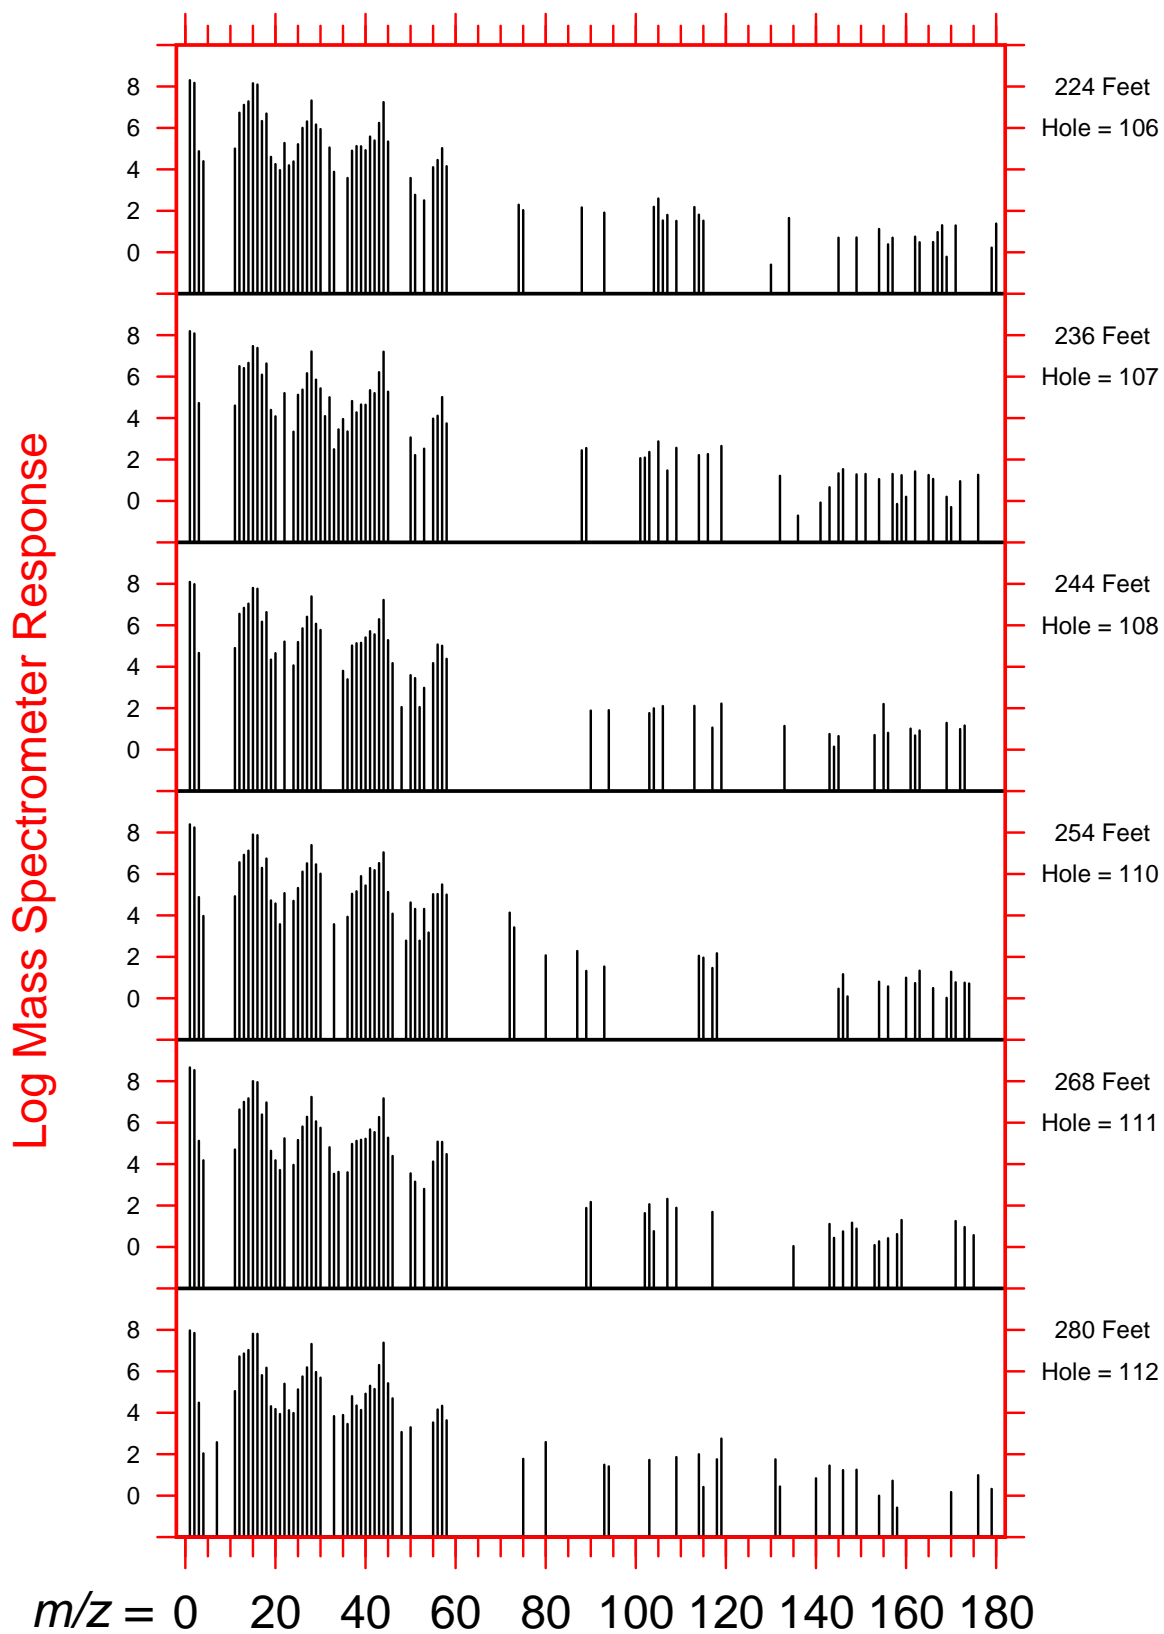 Log Mass Spectrometer Response
8
6
4
2
0
224 Feet
Hole = 106
8
6
4
2
0
236 Feet
Hole = 107
8
6
4
2
0
244 Feet
Hole = 108
8
6
4
2
0
254 Feet
Hole = 110
8
6
4
2
0
268 Feet
Hole = 111
8
6
4
2
0
280 Feet
Hole = 112
m/z = 0 20 40 60 80 100 120 140 160 180